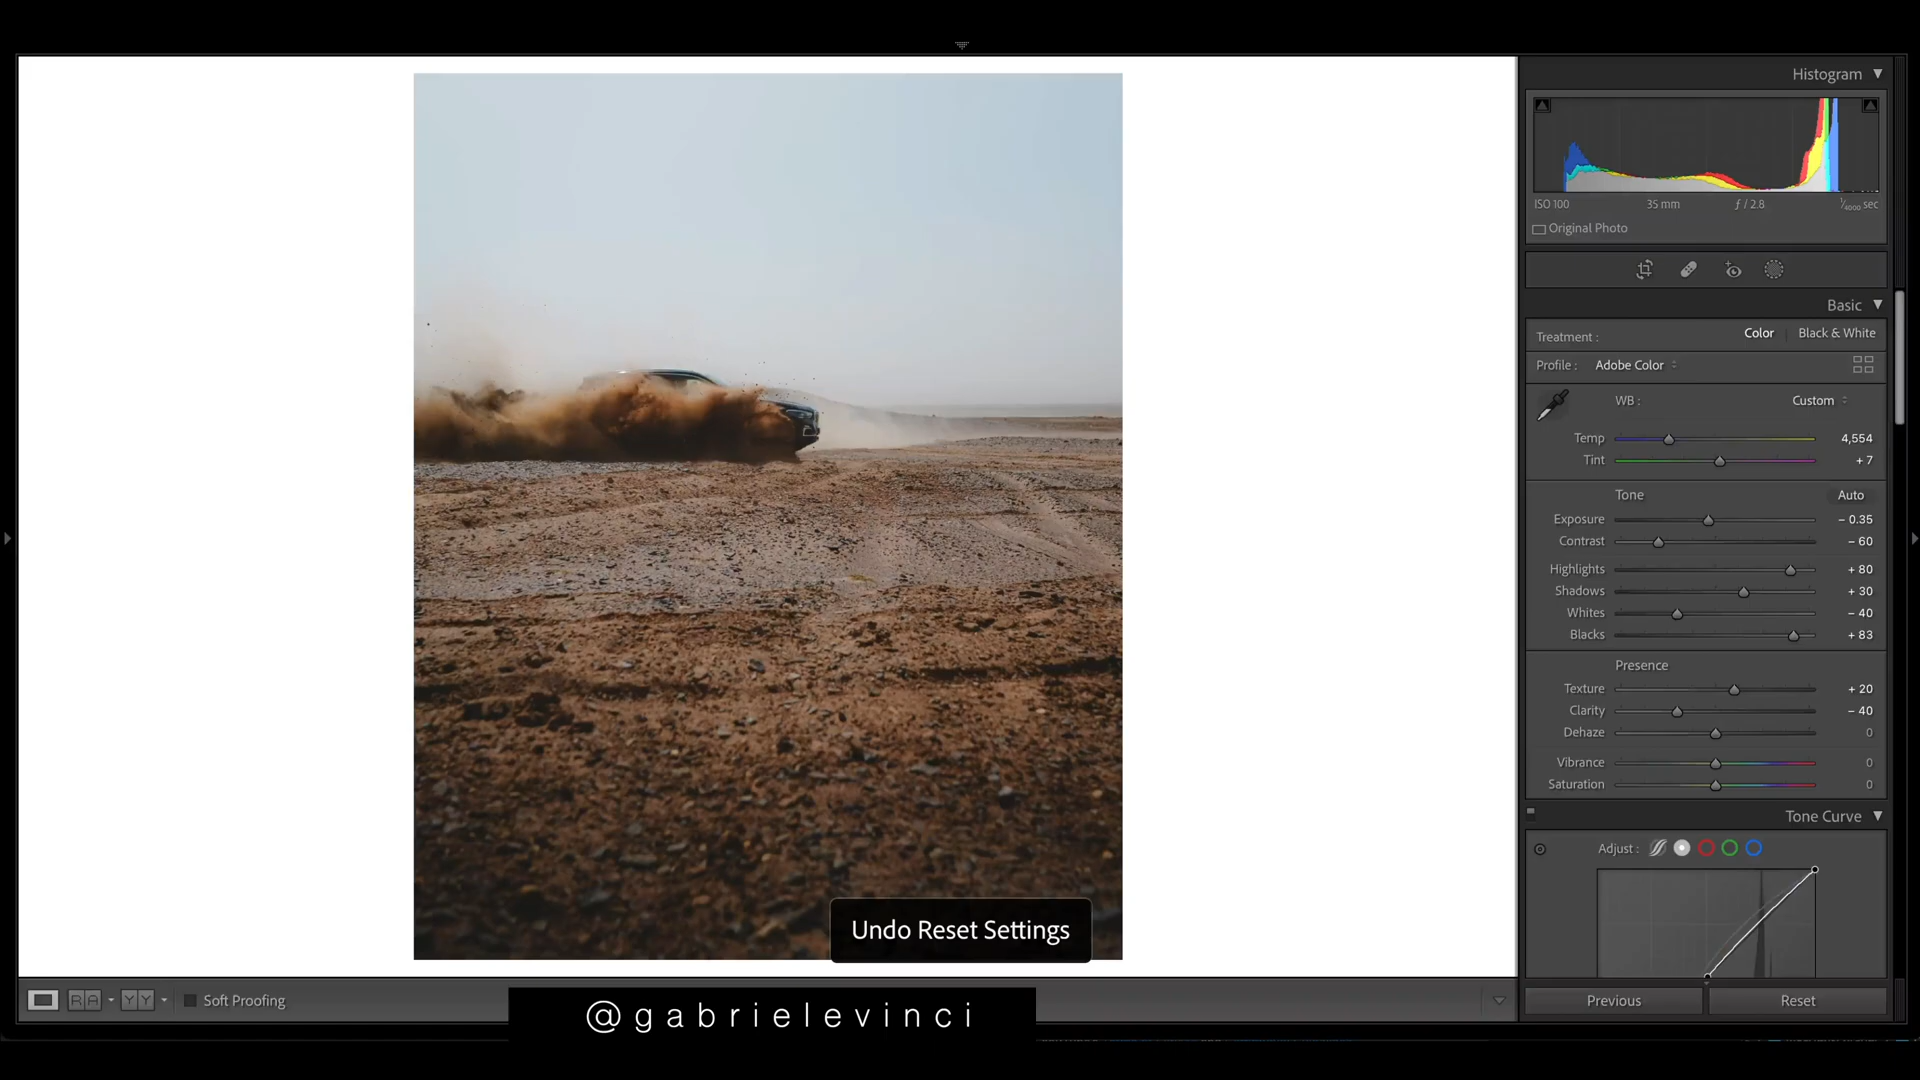 Histogram
ISO 100 35 mm ƒ / 2.8 1/4000 sec
Original Photo
Basic
Treatment : Color Black & White
Profile : Adobe Color
WB : Custom
Temp 4,554
Tint + 7
Tone Auto
Exposure – 0.35
Contrast – 60
Highlights + 80
Shadows + 30
Whites – 40
Blacks + 83
Presence
Texture + 20
Clarity – 40
Dehaze 0
Vibrance 0
Saturation 0
Tone Curve
Adjust :
Undo Reset Settings
R A Y Y Soft Proofing
Previous Reset
@gabrielevinci